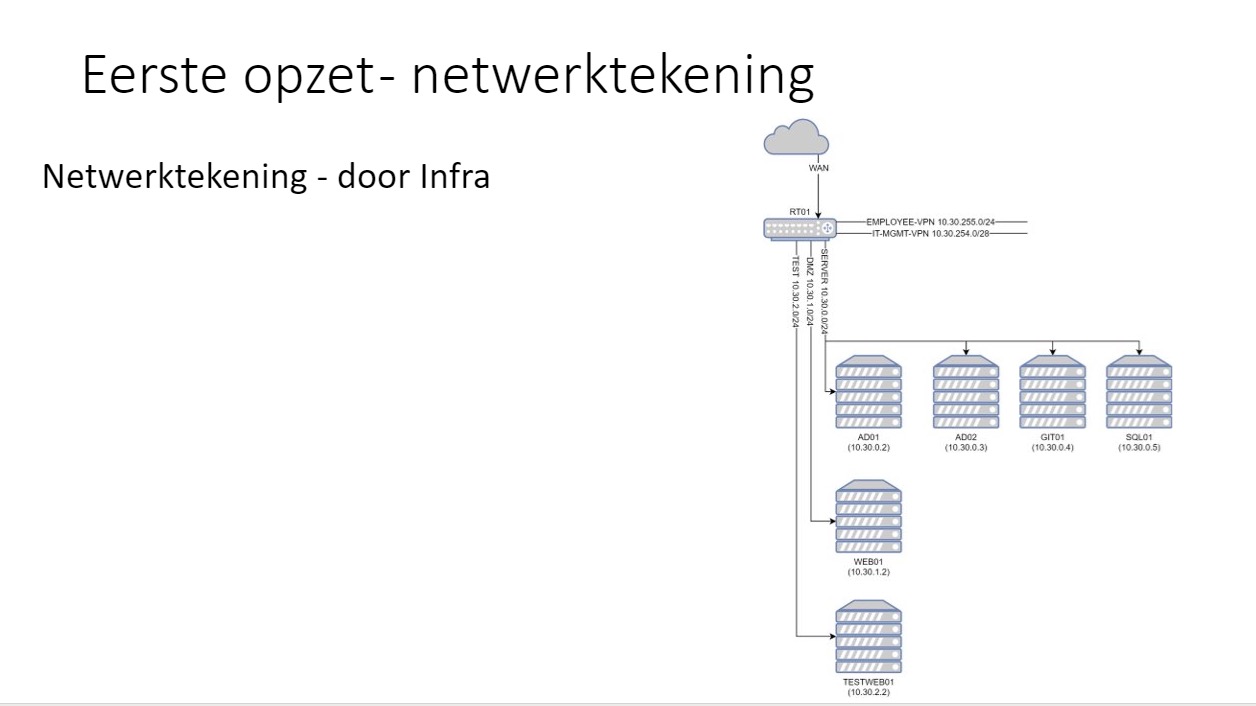 Eerste opzet- netwerktekening
Netwerktekening - door Infra
WAN
RT01
EMPLOYEE-VPN 10.30.255.0/24
IT-MGMT-VPN 10.30.254.0/28
TEST 10.30.2.0/24
DMZ 10.30.1.0/24
SERVER 10.30.0.0/24
AD01
(10.30.0.2)
AD02
(10.30.0.3)
GIT01
(10.30.0.4)
SQL01
(10.30.0.5)
WEB01
(10.30.1.2)
TESTWEB01
(10.30.2.2)